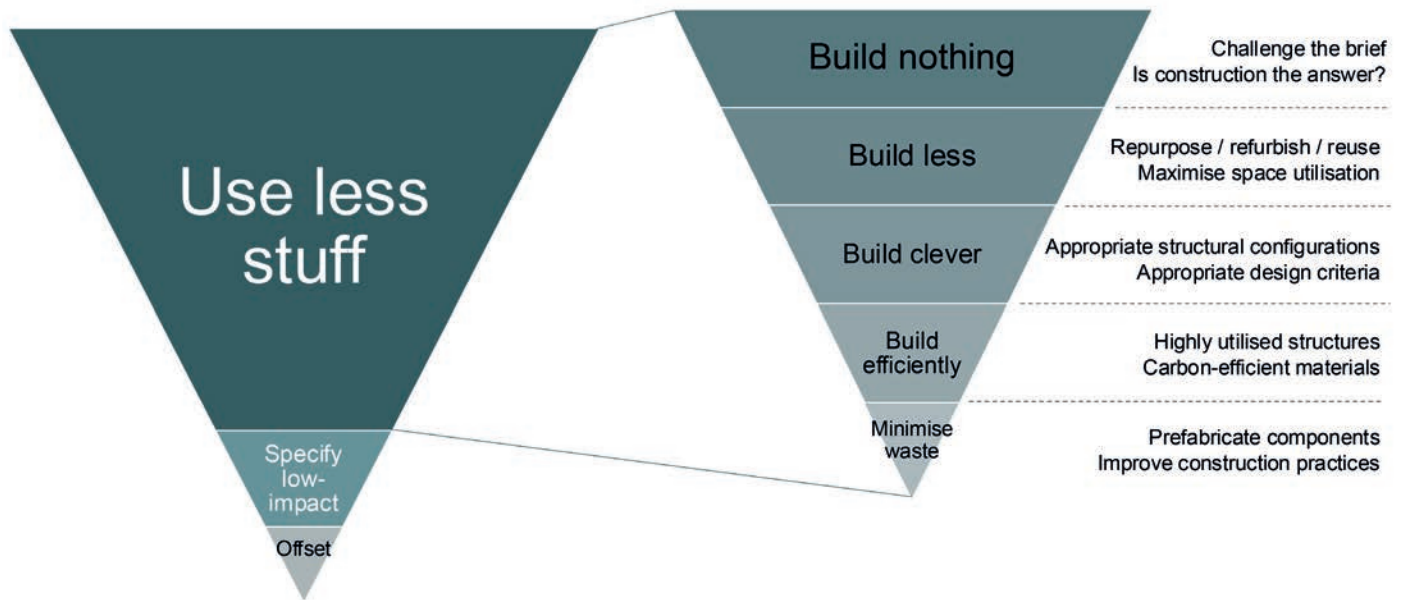 Use less
stuff
Specify
low-
impact
Offset
Build nothing
Challenge the brief
Is construction the answer?
Build less
Repurpose / refurbish / reuse
Maximise space utilisation
Build clever
Appropriate structural configurations
Appropriate design criteria
Build
efficiently
Highly utilised structures
Carbon-efficient materials
Minimise
waste
Prefabricate components
Improve construction practices